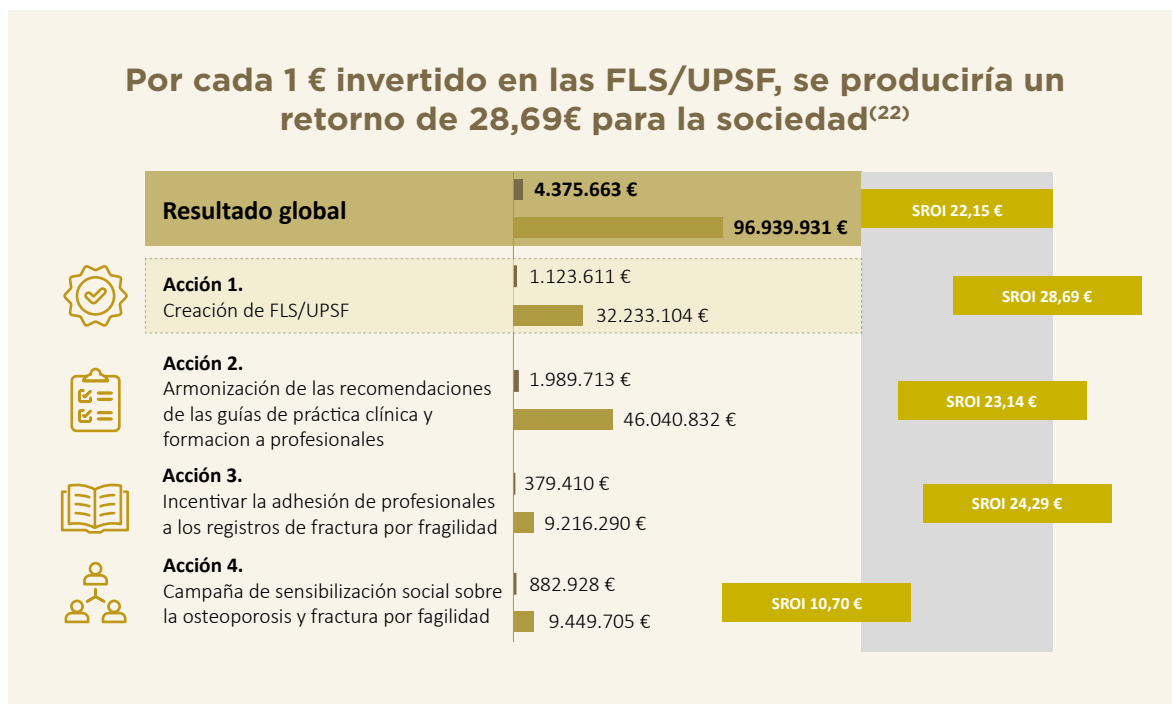 Por cada 1 € invertido en las FLS/UPSF, se produciría un
retorno de 28,69€ para la sociedad(22)
Resultado global
4.375.663 €
96.939.931 €
SROI 22,15 €
Acción 1.
Creación de FLS/UPSF
1.123.611 €
32.233.104 €
SROI 28,69 €
Acción 2.
Armonización de las recomendaciones
de las guías de práctica clínica y
formacion a profesionales
1.989.713 €
46.040.832 €
SROI 23,14 €
Acción 3.
Incentivar la adhesión de profesionales
a los registros de fractura por fragilidad
379.410 €
9.216.290 €
SROI 24,29 €
Acción 4.
Campaña de sensibilización social sobre
la osteoporosis y fractura por fagilidad
882.928 €
9.449.705 €
SROI 10,70 €